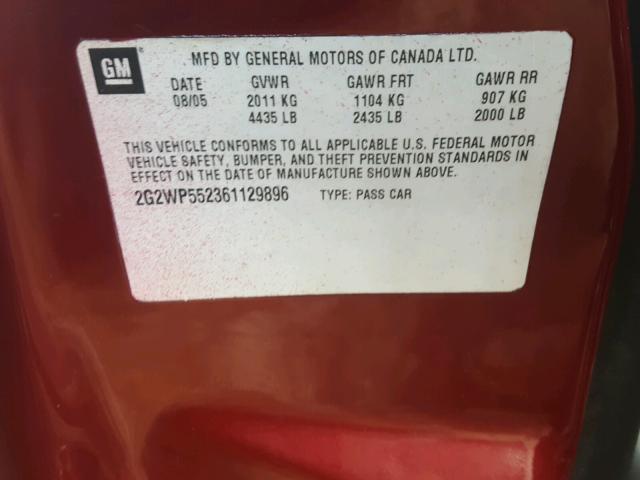 GM
MFD BY GENERAL MOTORS OF CANADA LTD.
DATE GVWR GAWR FRT GAWR RR
08/05 2011 KG 1104 KG 907 KG
4435 LB 2435 LB 2000 LB
THIS VEHICLE CONFORMS TO ALL APPLICABLE U.S. FEDERAL MOTOR
VEHICLE SAFETY, BUMPER, AND THEFT PREVENTION STANDARDS IN
EFFECT ON THE DATE OF MANUFACTURE SHOWN ABOVE.
2G2WP552361129896 TYPE: PASS CAR